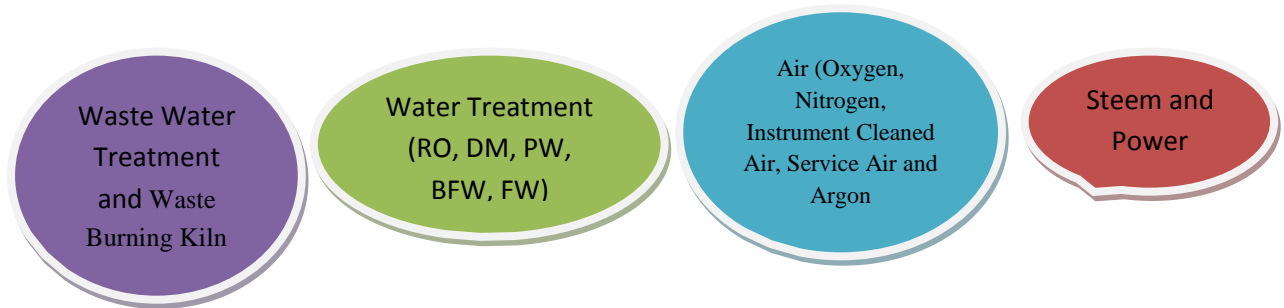 Waste Water
Treatment
and Waste
Burning Kiln
Water Treatment
(RO, DM, PW,
BFW, FW)
Air (Oxygen,
Nitrogen,
Instrument Cleaned
Air, Service Air and
Argon
Steem and
Power